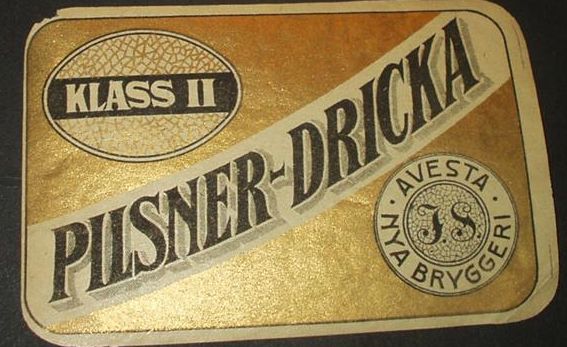 KLASS II
PILSNER-DRICKA
AVESTA
J.S.
NYA BRYGGERI